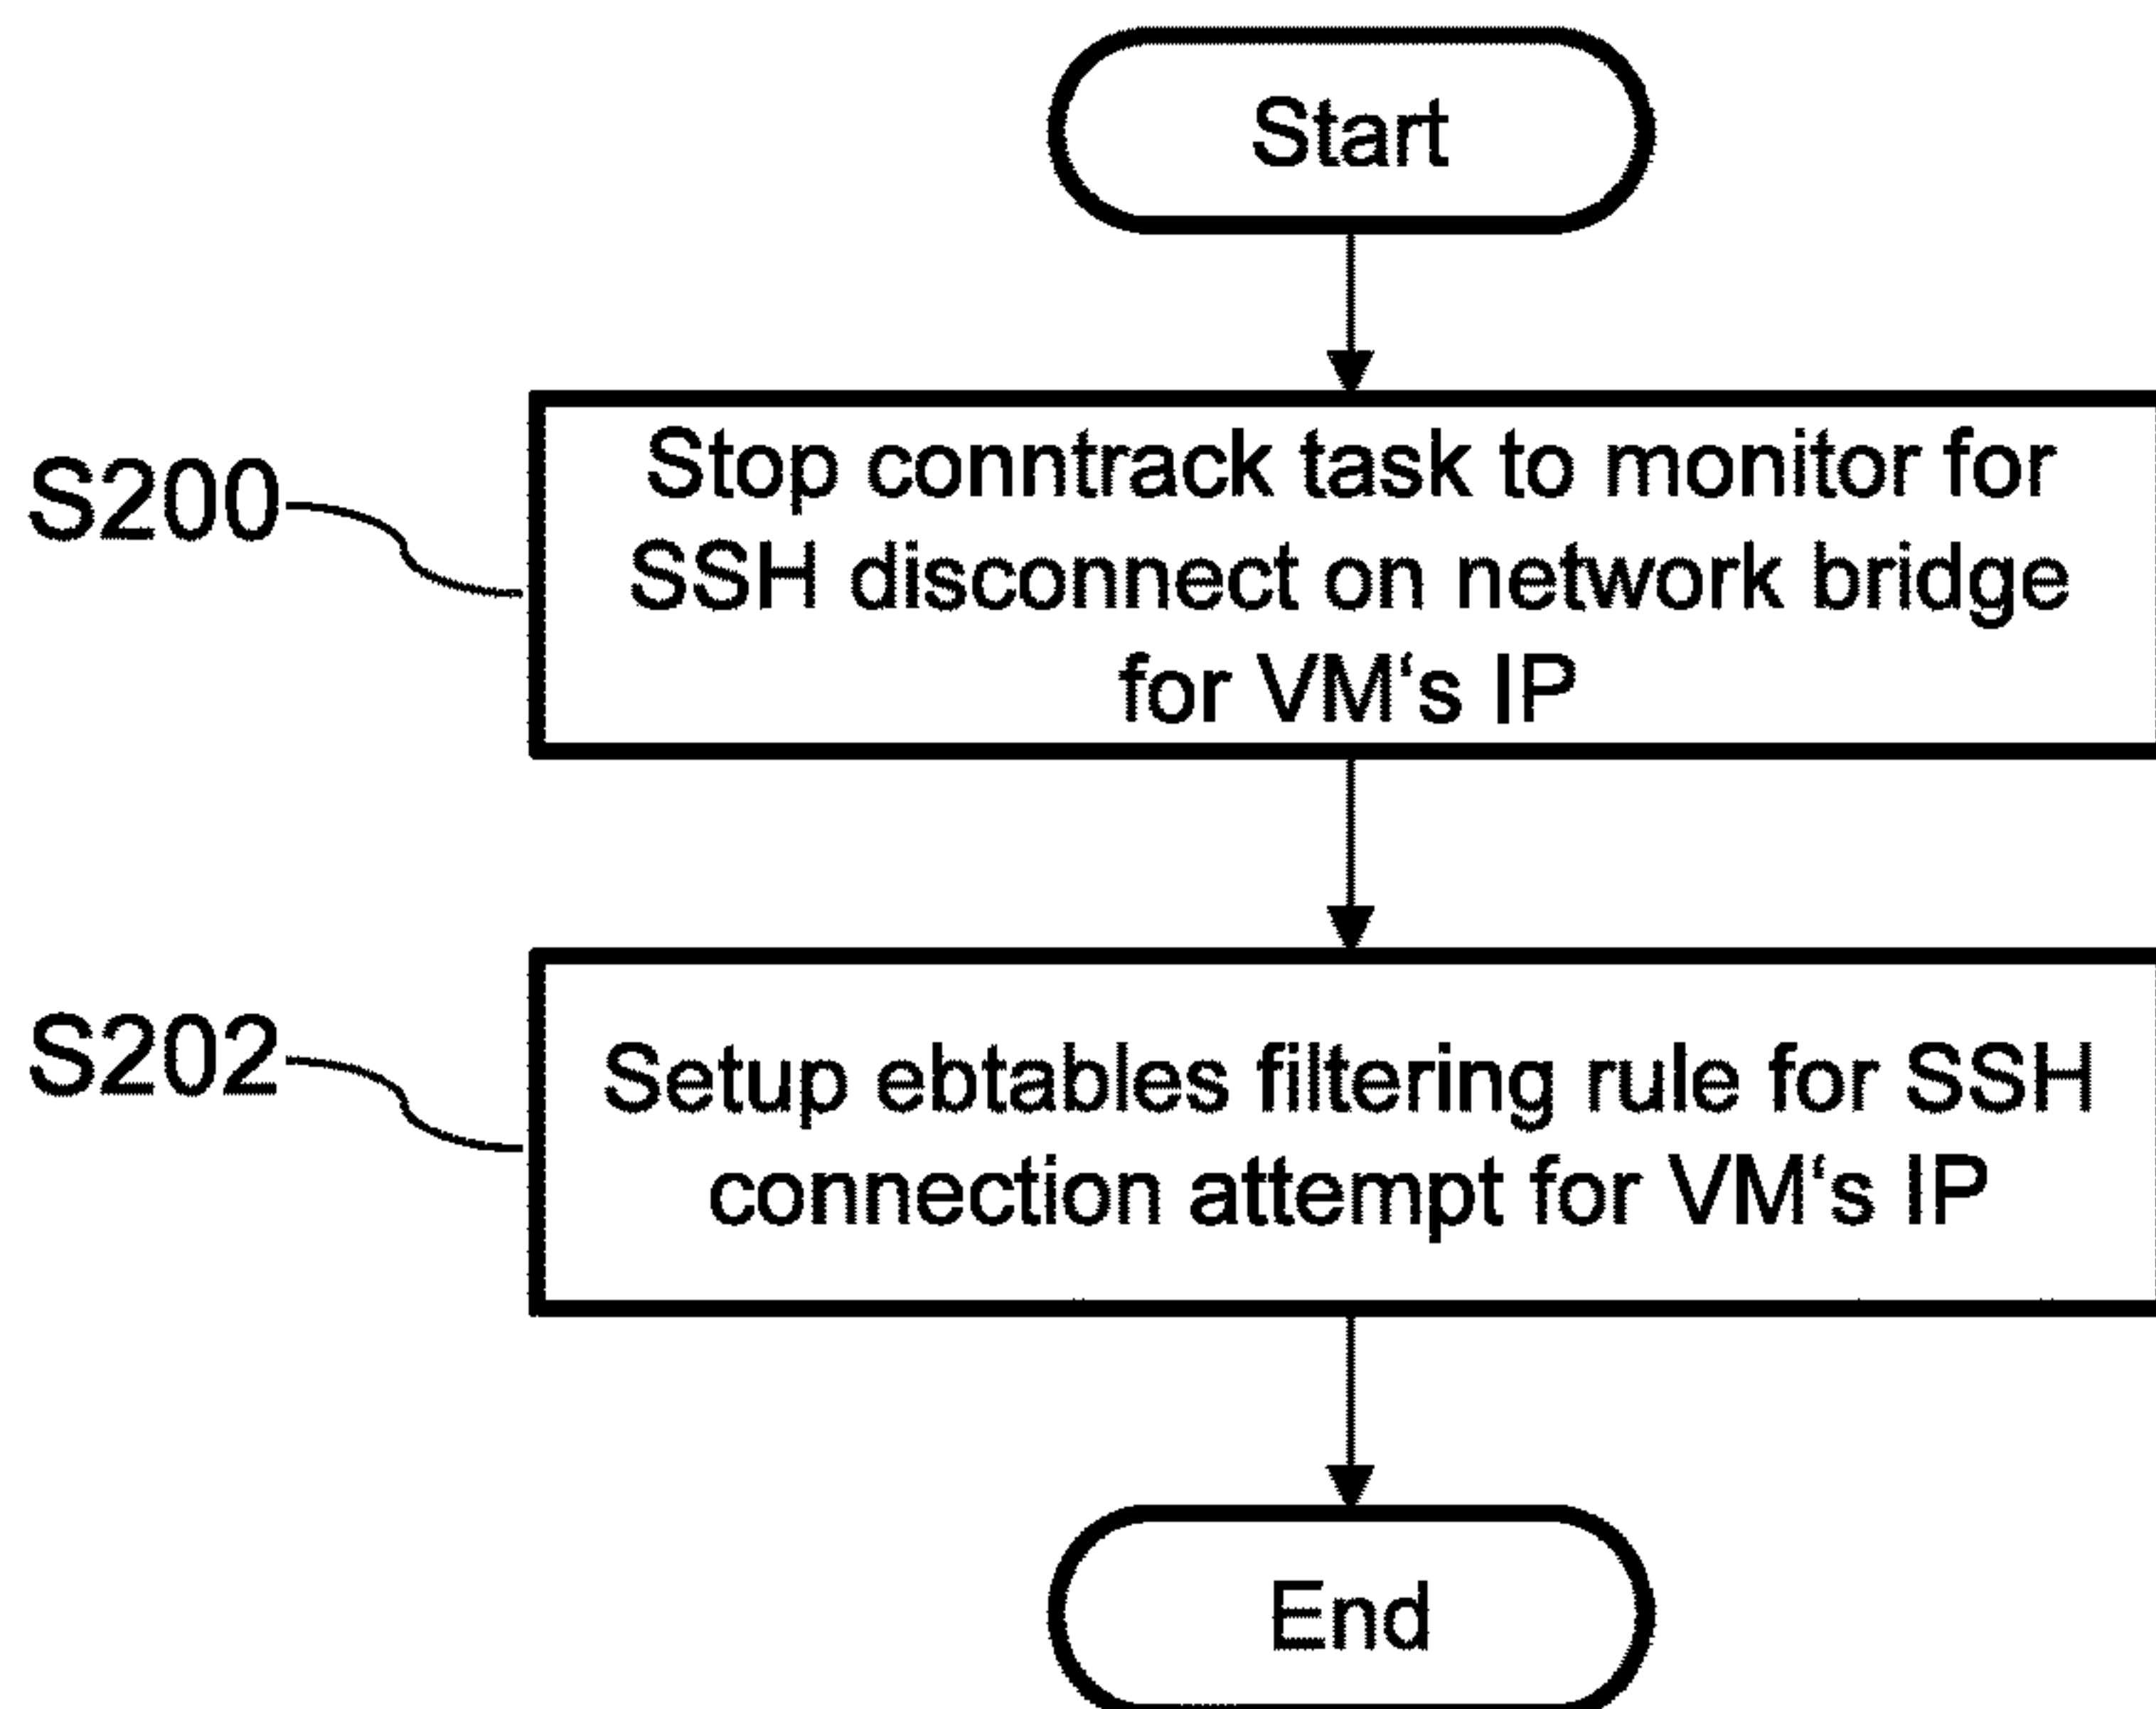 Start
S200
Stop conntrack task to monitor for
SSH disconnect on network bridge
for VM‘s IP
S202
Setup ebtables filtering rule for SSH
connection attempt for VM‘s IP
End